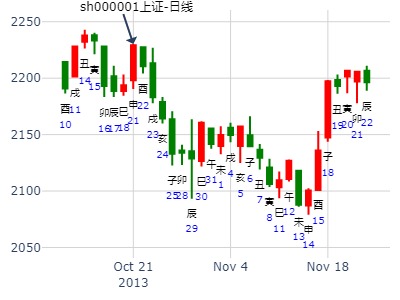 sh000001上证-日线
2250
2200
2150
2100
2050
酉
10
戌
11
丑
14
寅
15
卯
16
辰
17
巳
18
申
21
酉
22
戌
23
亥
24
子
25
卯
28
辰
29
巳
30
午
31
未
1
戌
4
亥
5
子
6
丑
7
寅
8
巳
11
午
12
未
13
申
14
酉
15
子
18
丑
19
寅
20
卯
21
辰
22
Oct 21
2013
Nov 4
Nov 18